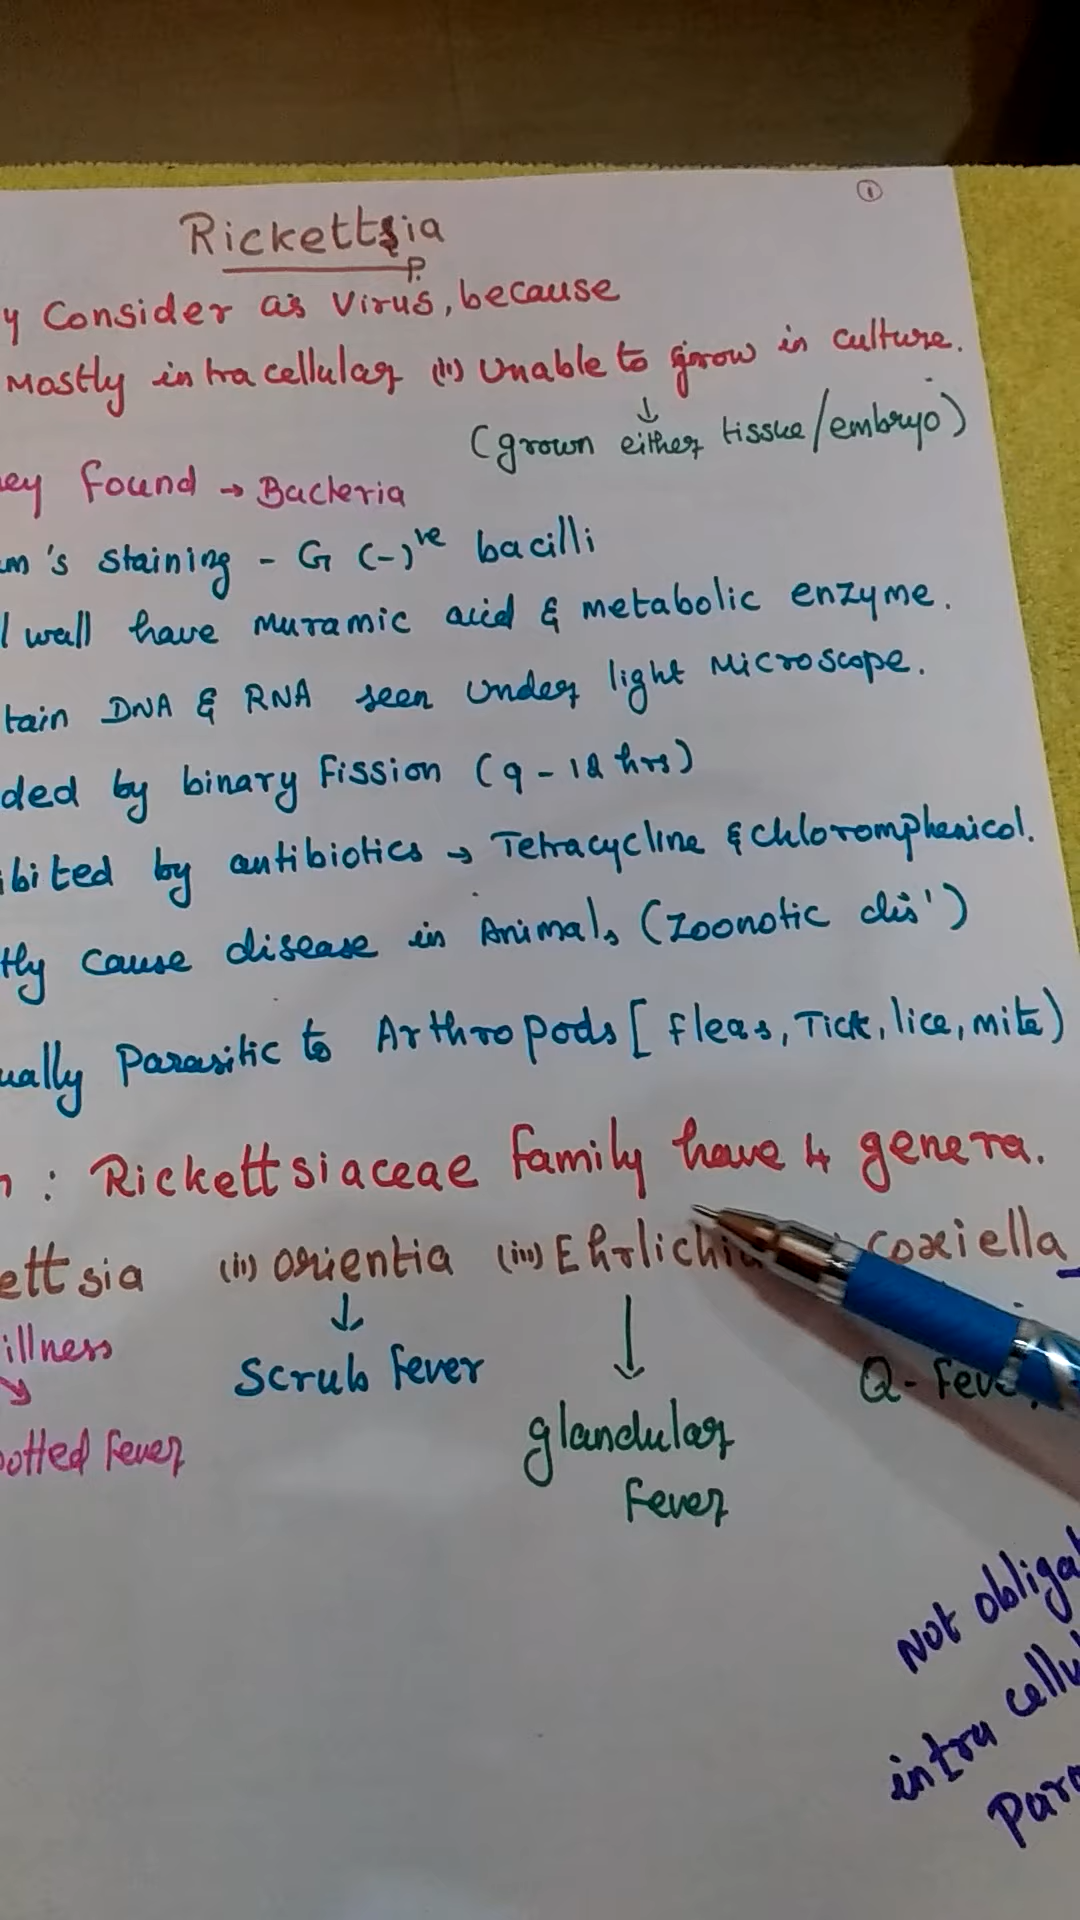 ①
Rickettsia
P.
y Consider as Virus, because
Mostly intracellular (ii) Unable to grow in culture.
↓
(grown either tissue/embryo)
ey found → Bacteria
m's staining - G (-)ve bacilli
l wall have muramic acid & metabolic enzyme.
tain DNA & RNA seen under light Microscope.
ded by binary fission (9-12 hrs)
ibited by antibiotics → Tetracycline & chloromphenicol.
tly cause disease in Animals (Zoonotic dis')
ually Parasitic to Arthropods [fleas, Tick, lice, mite)
n : Rickettsiaceae family have 4 genera.
ettsia (ii) orientia (iii) Ehrlichia coxiella
illness ↓ Scrub fever ↓ glandular fever Q-Fever
otted fever
Not obliga
intra cellu
Para